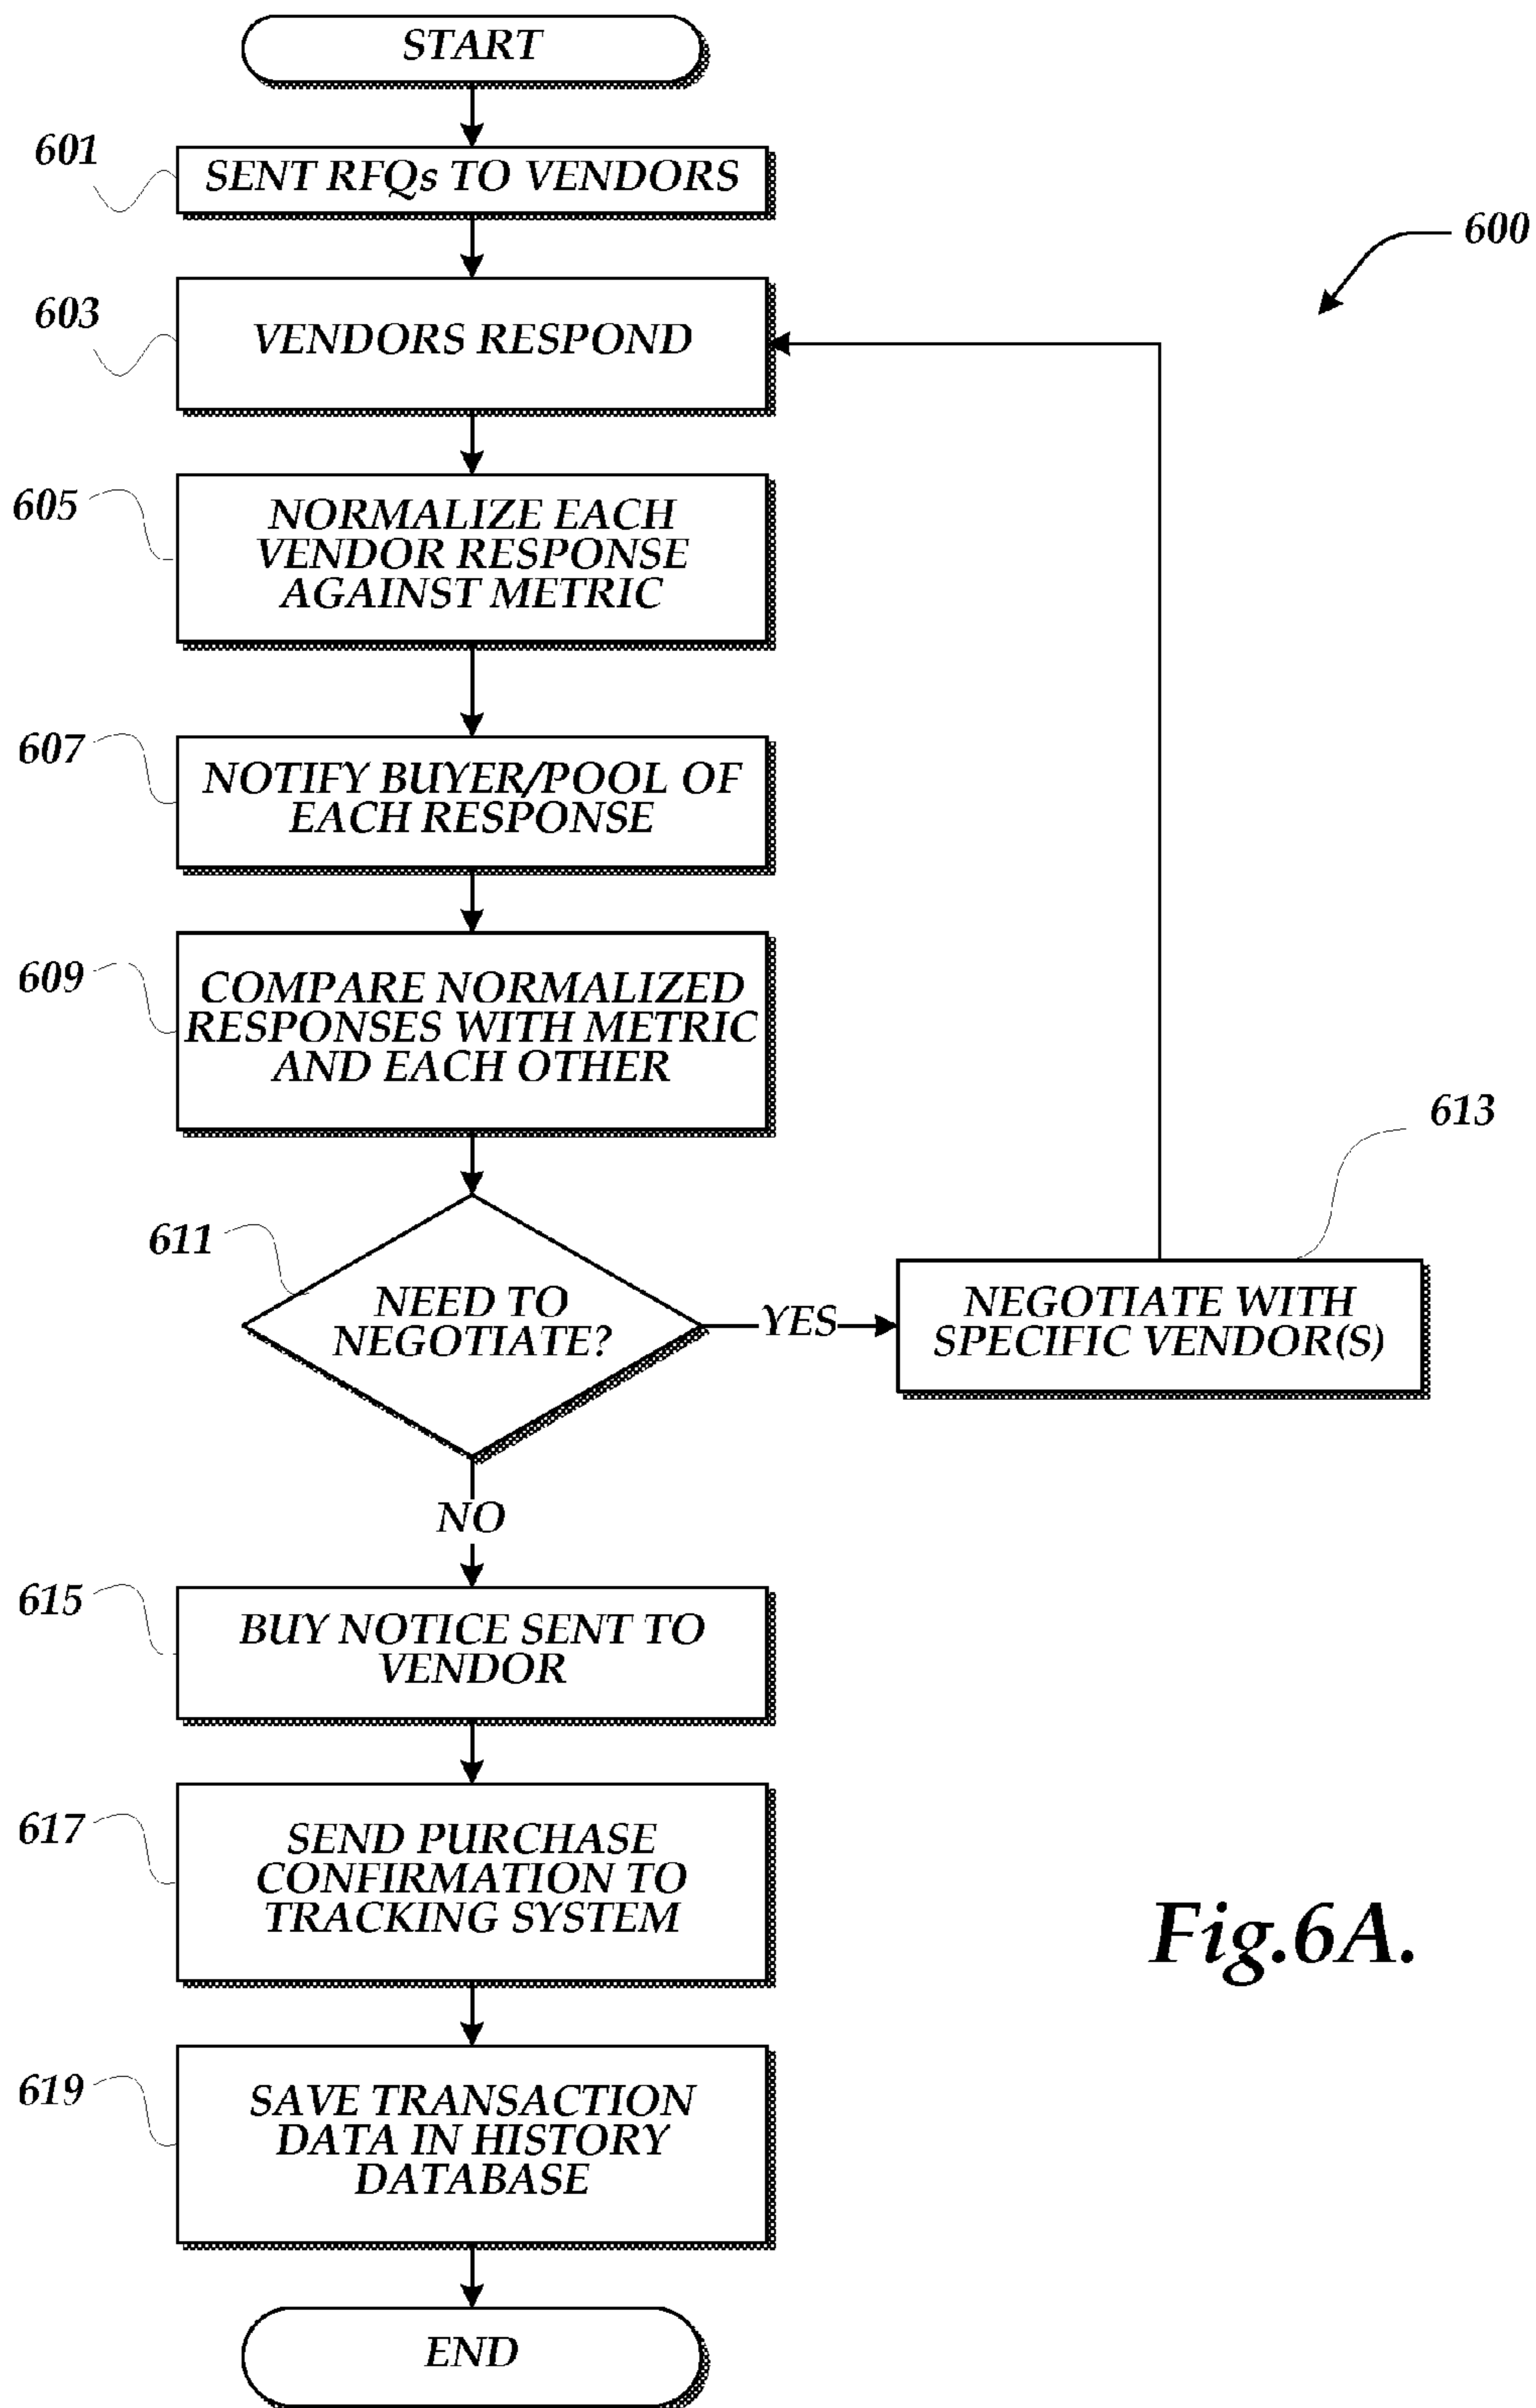 START
601
SENT RFQs TO VENDORS
600
603
VENDORS RESPOND
605
NORMALIZE EACH
VENDOR RESPONSE
AGAINST METRIC
607
NOTIFY BUYER/POOL OF
EACH RESPONSE
609
COMPARE NORMALIZED
RESPONSES WITH METRIC
AND EACH OTHER
613
611
NEED TO
NEGOTIATE?
YES
NEGOTIATE WITH
SPECIFIC VENDOR(S)
NO
615
BUY NOTICE SENT TO
VENDOR
617
SEND PURCHASE
CONFIRMATION TO
TRACKING SYSTEM
Fig.6A.
619
SAVE TRANSACTION
DATA IN HISTORY
DATABASE
END